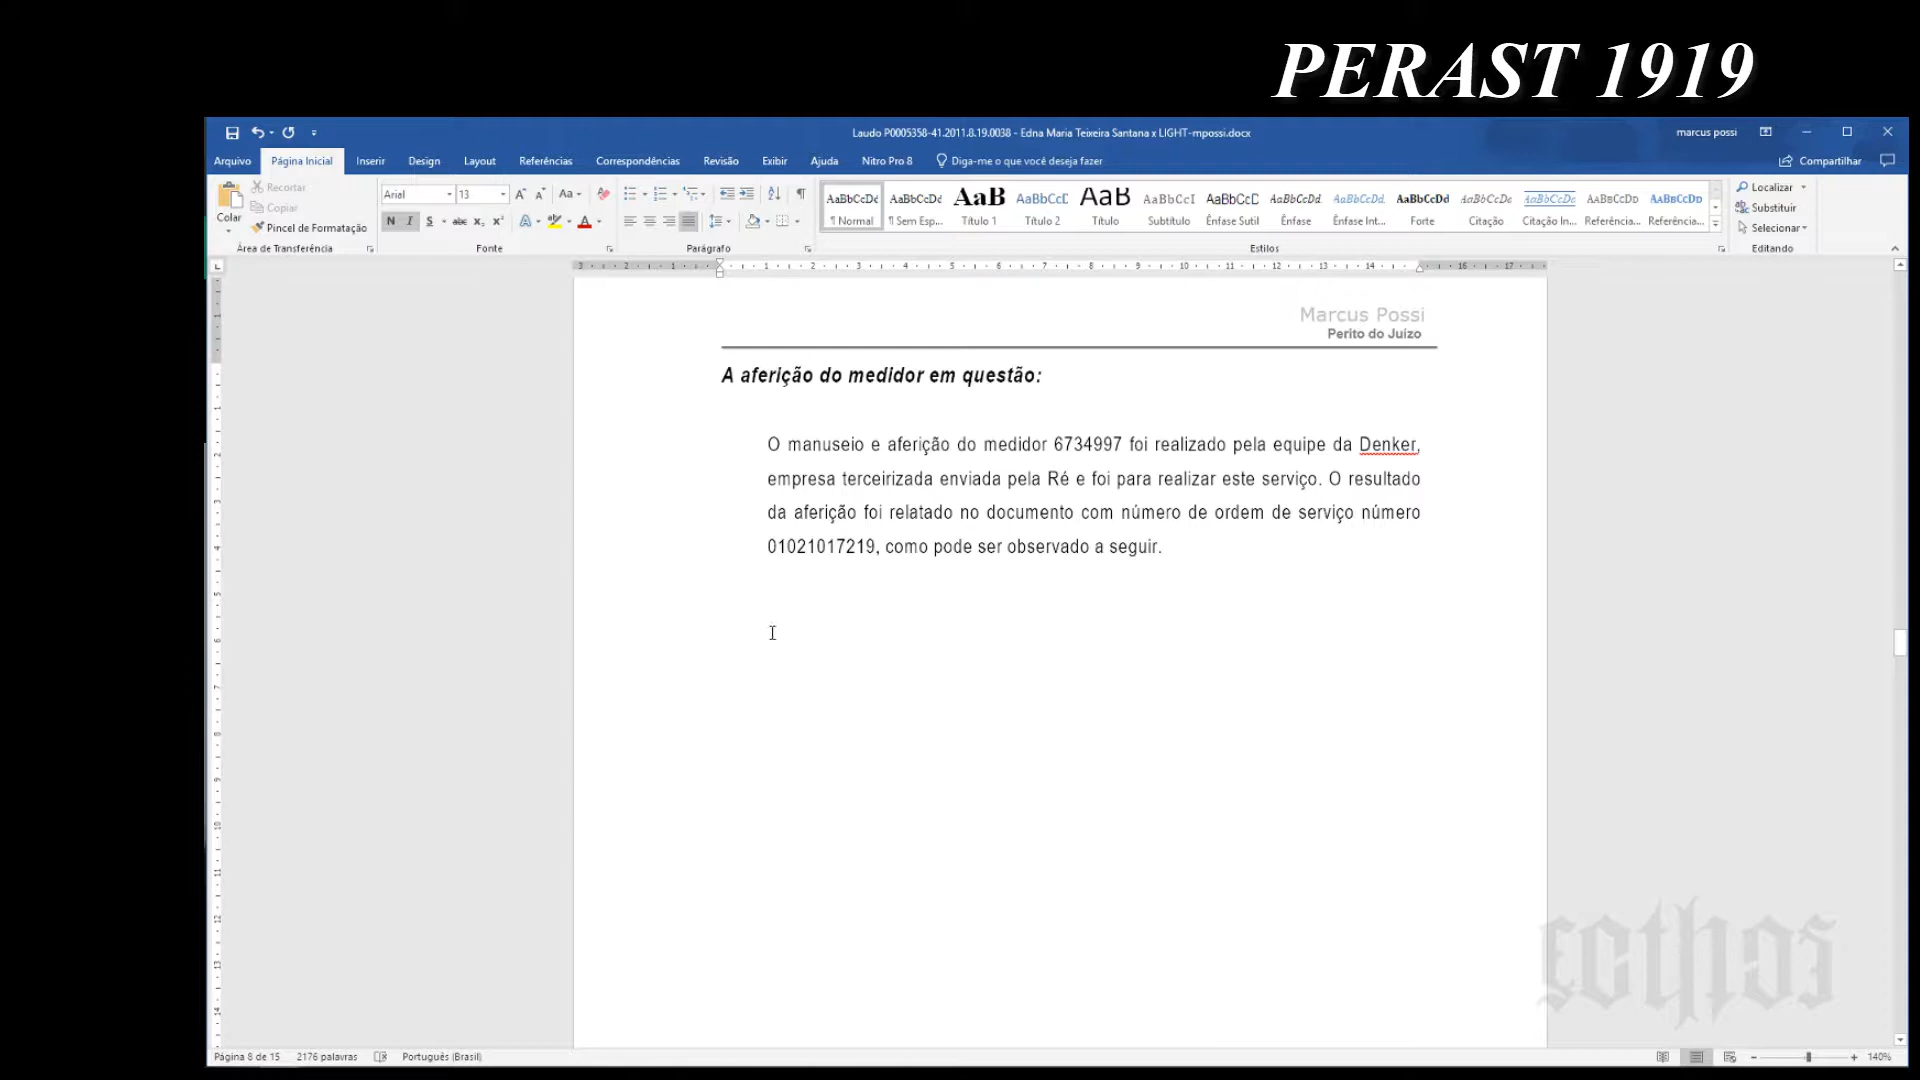 PERAST 1919
Laudo P0005358-41.2011.8.19.0038 - Edna Maria Teixeira Santana x LIGHT-mpossi.docx
marcus possi
Arquivo Página Inicial Inserir Design Layout Referências Correspondências Revisão Exibir Ajuda Nitro Pro 8 Diga-me o que você deseja fazer Compartilhar
Colar
Recortar
Copiar
Pincel de Formatação
Área de Transferência
Arial 13
Fonte
Parágrafo
AaBbCcDd AaBbCcDd AaB AaBbCcD AaB AaBbCcD AaBbCcD AaBbCcDd AaBbCcDd AaBbCcDd AaBbCcDd AaBbCcDd AaBbCcDd AaBbCcDd
¶ Normal ¶ Sem Esp... Título 1 Título 2 Título Subtítulo Ênfase Sutil Ênfase Ênfase Int... Forte Citação Citação In... Referência... Referência...
Estilos
Localizar
Substituir
Selecionar
Editando
Marcus Possi
Perito do Juízo
A aferição do medidor em questão:
O manuseio e aferição do medidor 6734997 foi realizado pela equipe da Denker,
empresa terceirizada enviada pela Ré e foi para realizar este serviço. O resultado
da aferição foi relatado no documento com número de ordem de serviço número
01021017219, como pode ser observado a seguir.
Página 8 de 15 2176 palavras Português (Brasil) 140%